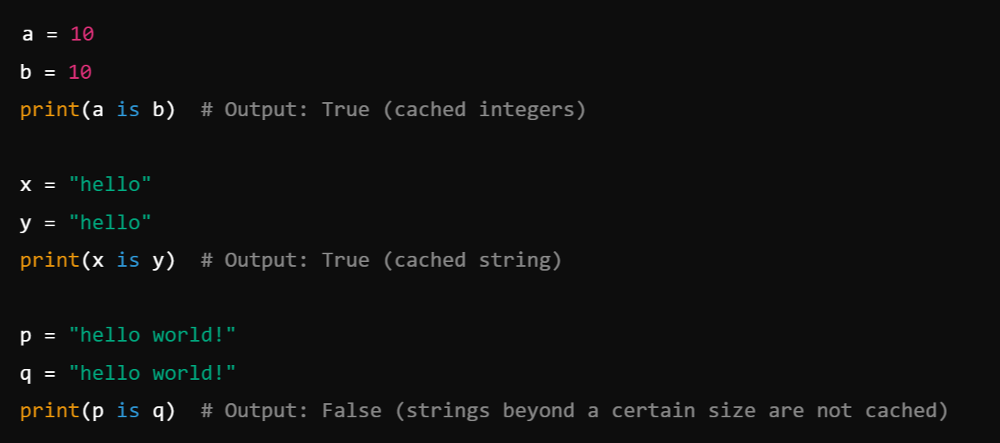 a = 10
b = 10
print(a is b)  # Output: True (cached integers)
x = "hello"
y = "hello"
print(x is y)  # Output: True (cached string)
p = "hello world!"
q = "hello world!"
print(p is q)  # Output: False (strings beyond a certain size are not cached)